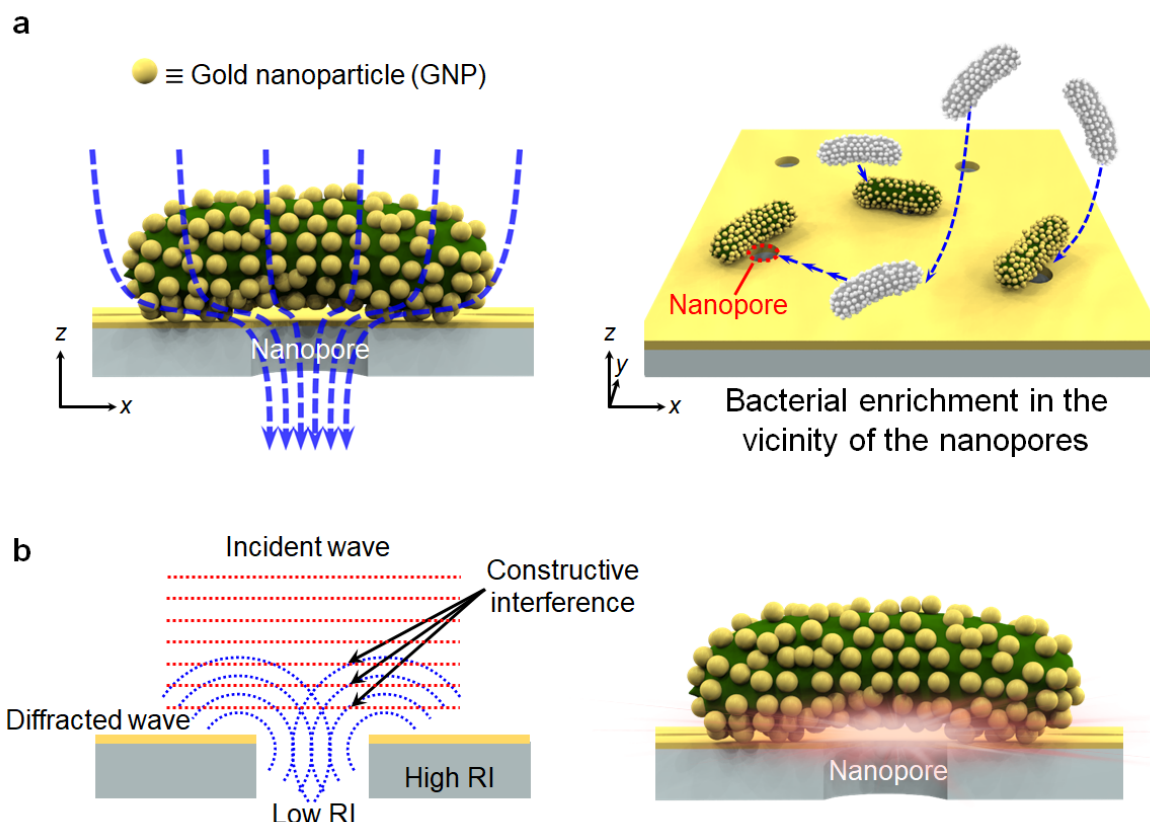 a
≡ Gold nanoparticle (GNP)
Nanopore
z
x
Nanopore
z
y
x
Bacterial enrichment in the
vicinity of the nanopores
b
Incident wave
Constructive
interference
Diffracted wave
High RI
Low RI
Nanopore